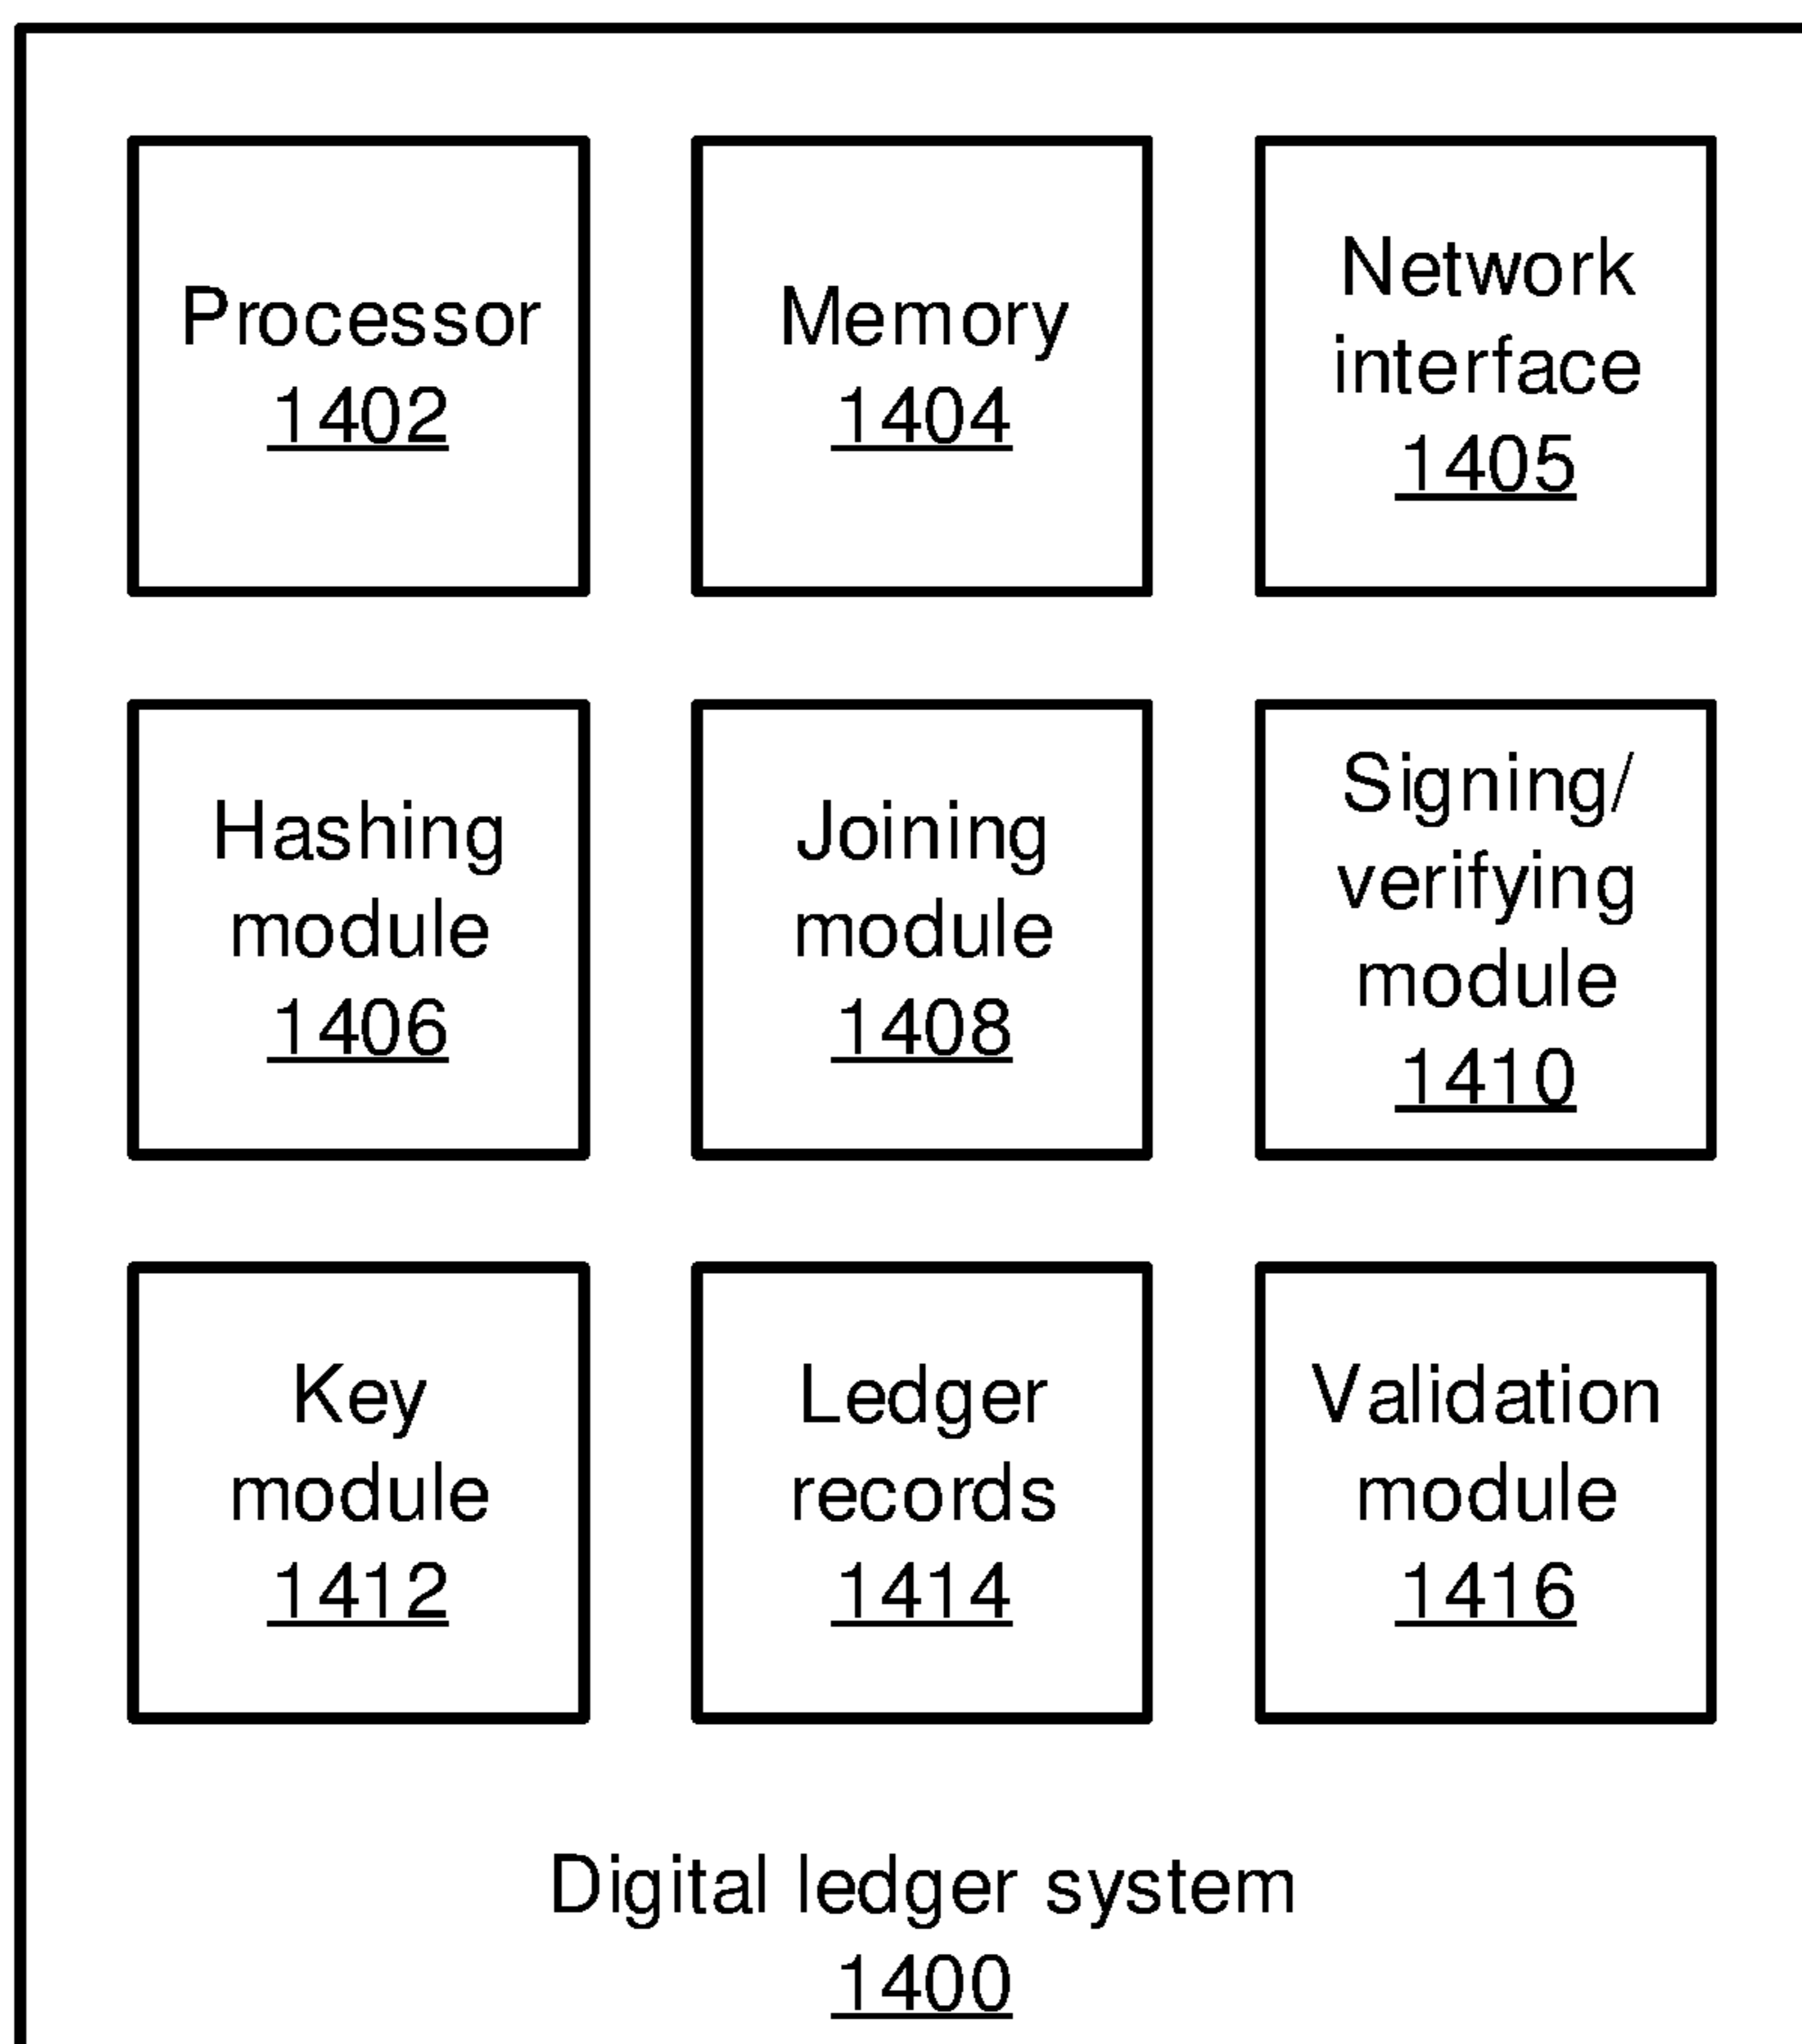 Processor
1402
Memory
1404
Network
interface
1405
Hashing
module
1406
Joining
module
1408
Signing/
verifying
module
1410
Key
module
1412
Ledger
records
1414
Validation
module
1416
Digital ledger system
1400